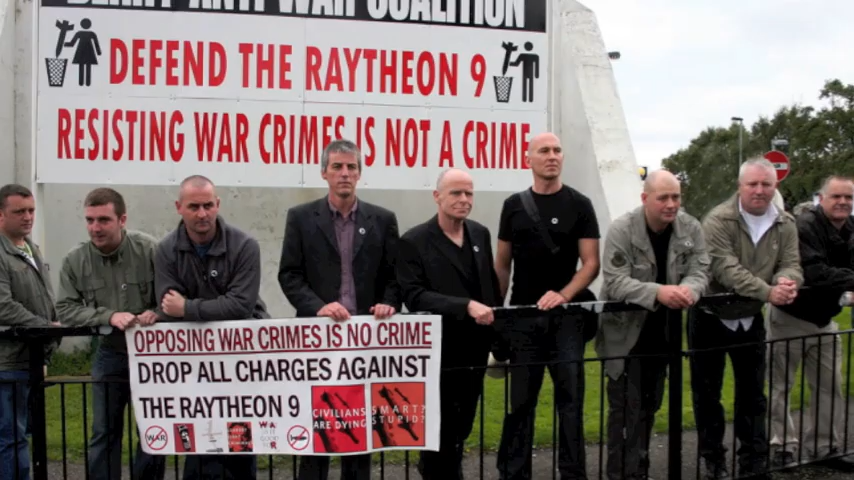 DERRY ANTI WAR COALITION
DEFEND THE RAYTHEON 9
RESISTING WAR CRIMES IS NOT A CRIME
OPPOSING WAR CRIMES IS NO CRIME
DROP ALL CHARGES AGAINST
THE RAYTHEON 9
CIVILIANS
ARE DYING
SMART?
STUPID?
WAR